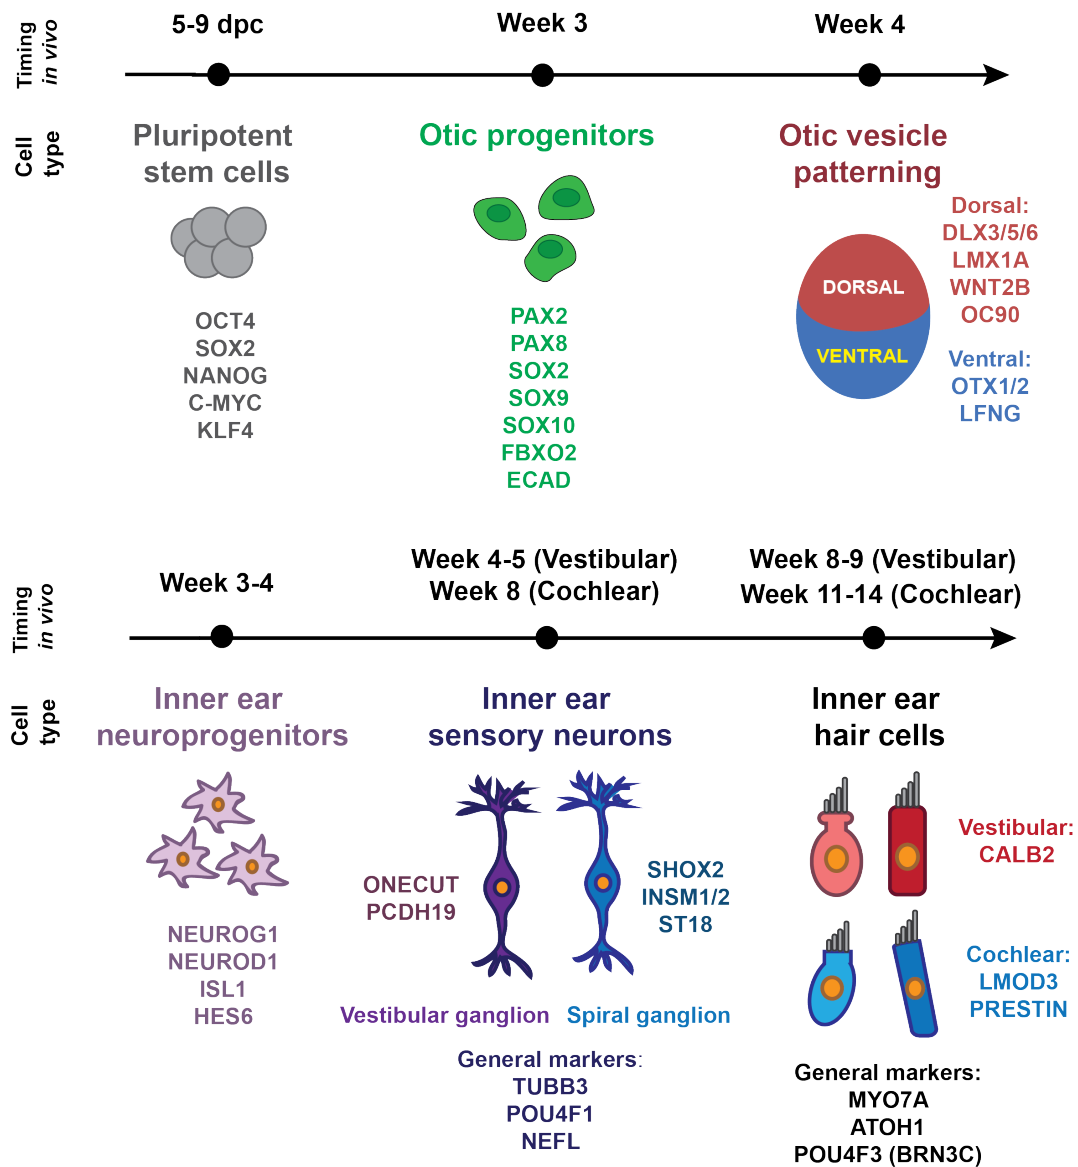 Timing
in vivo
5-9 dpc
Week 3
Week 4
Cell
type
Pluripotent
stem cells
OCT4
SOX2
NANOG
C-MYC
KLF4
Otic progenitors
PAX2
PAX8
SOX2
SOX9
SOX10
FBXO2
ECAD
Otic vesicle
patterning
DORSAL
VENTRAL
Dorsal:
DLX3/5/6
LMX1A
WNT2B
OC90
Ventral:
OTX1/2
LFNG
Timing
in vivo
Week 3-4
Week 4-5 (Vestibular)
Week 8 (Cochlear)
Week 8-9 (Vestibular)
Week 11-14 (Cochlear)
Cell
type
Inner ear
neuroprogenitors
NEUROG1
NEUROD1
ISL1
HES6
Inner ear
sensory neurons
ONECUT
PCDH19
SHOX2
INSM1/2
ST18
Vestibular ganglion
Spiral ganglion
General markers:
TUBB3
POU4F1
NEFL
Inner ear
hair cells
Vestibular:
CALB2
Cochlear:
LMOD3
PRESTIN
General markers:
MYO7A
ATOH1
POU4F3 (BRN3C)